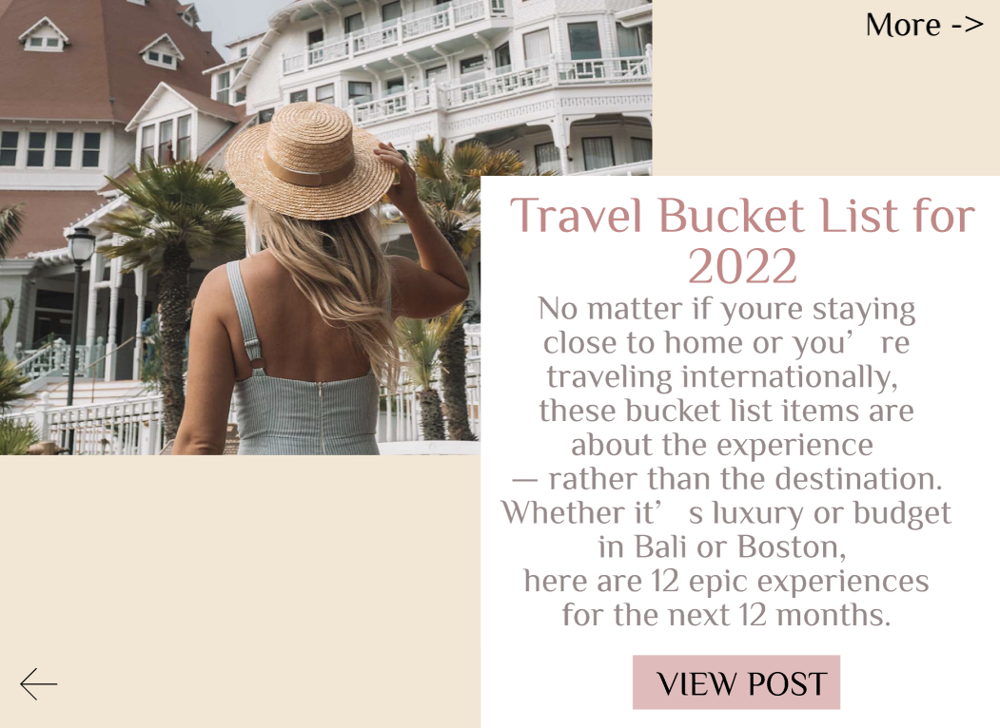 More ->
Travel Bucket List for
2022
No matter if youre staying
close to home or you’ re
traveling internationally,
these bucket list items are
about the experience
— rather than the destination.
Whether it’ s luxury or budget
in Bali or Boston,
here are 12 epic experiences
for the next 12 months.
VIEW POST